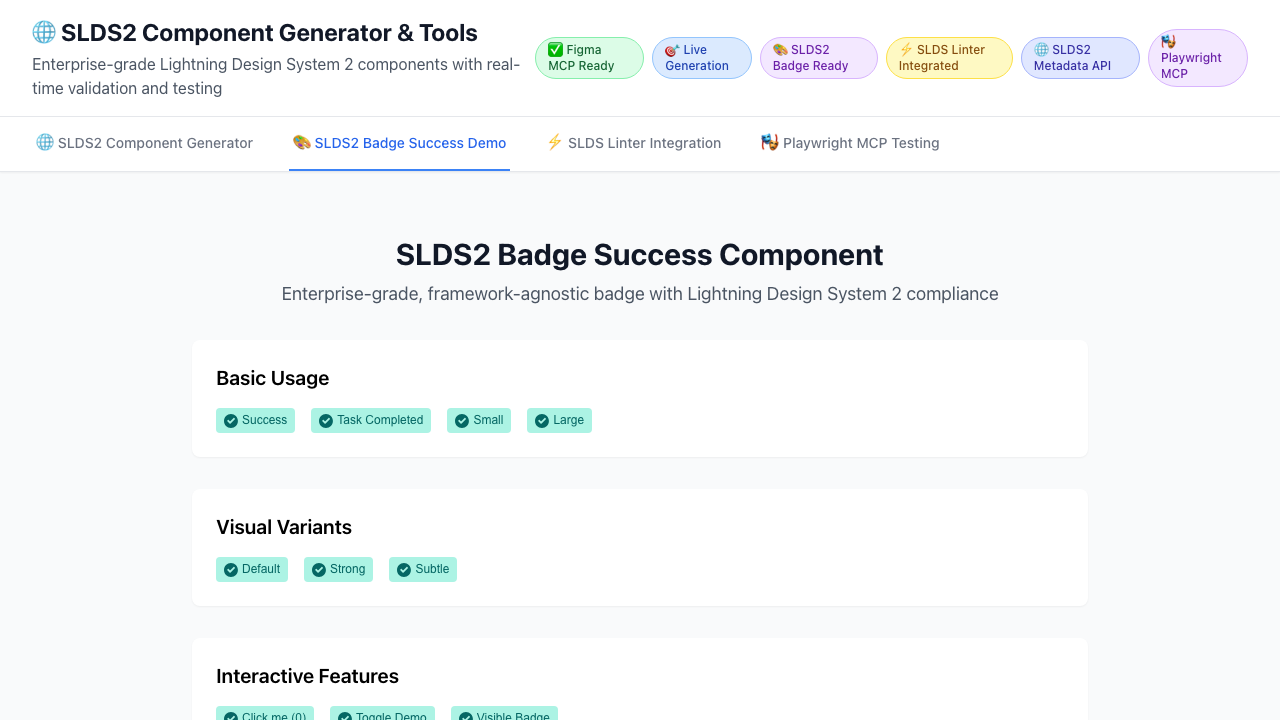 🌐 SLDS2 Component Generator & Tools
Enterprise-grade Lightning Design System 2 components with real-
time validation and testing
✅ Figma
MCP Ready
🎯 Live
Generation
🎨 SLDS2
Badge Ready
⚡ SLDS Linter
Integrated
🌐 SLDS2
Metadata API
🎭
Playwright
MCP
🌐 SLDS2 Component Generator
🎨 SLDS2 Badge Success Demo
⚡ SLDS Linter Integration
🎭 Playwright MCP Testing
SLDS2 Badge Success Component
Enterprise-grade, framework-agnostic badge with Lightning Design System 2 compliance
Basic Usage
Success
Task Completed
Small
Large
Visual Variants
Default
Strong
Subtle
Interactive Features
Click me (0)
Toggle Demo
Visible Badge